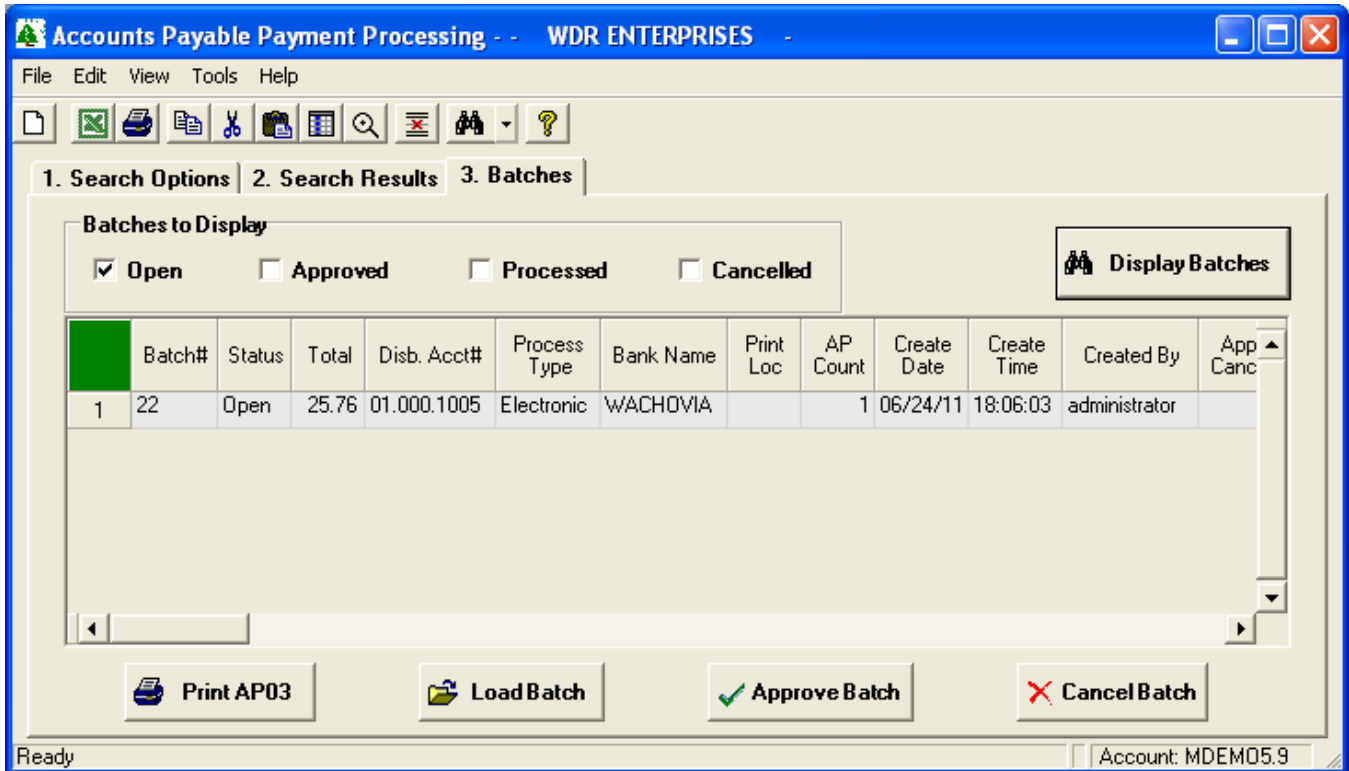 Accounts Payable Payment Processing - - WDR ENTERPRISES -
File Edit View Tools Help
1. Search Options 2. Search Results 3. Batches
Batches to Display
Open Approved Processed Cancelled Display Batches
Batch# Status Total Disb. Acct# Process Type Bank Name Print Loc AP Count Create Date Create Time Created By App Canc
1 22 Open 25.76 01.000.1005 Electronic WACHOVIA 1 06/24/11 18:06:03 administrator
Print AP03 Load Batch Approve Batch Cancel Batch
Ready Account: MDEMO5.9